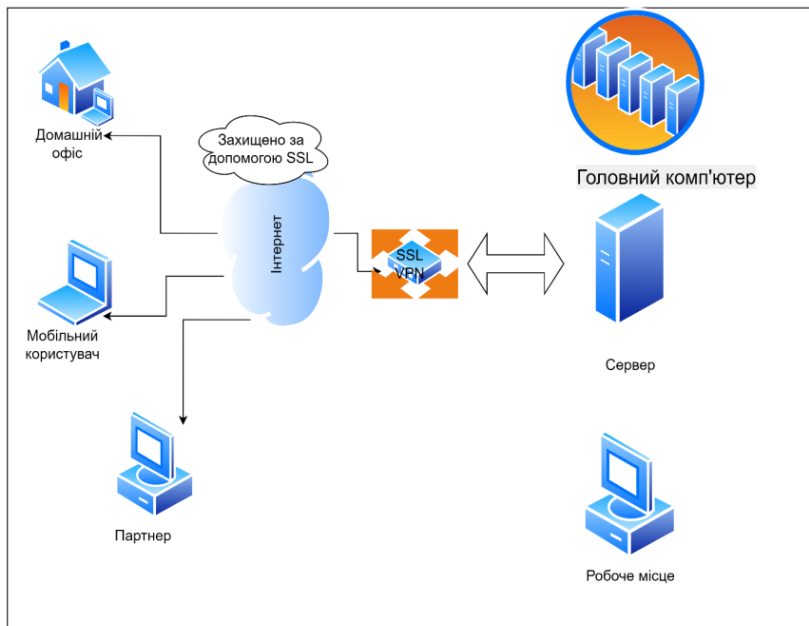 Домашній
офіс
Захищено за
допомогою SSL
Головний комп'ютер
Інтернет
SSL
VPN
Мобільний
користувач
Сервер
Партнер
Робоче місце